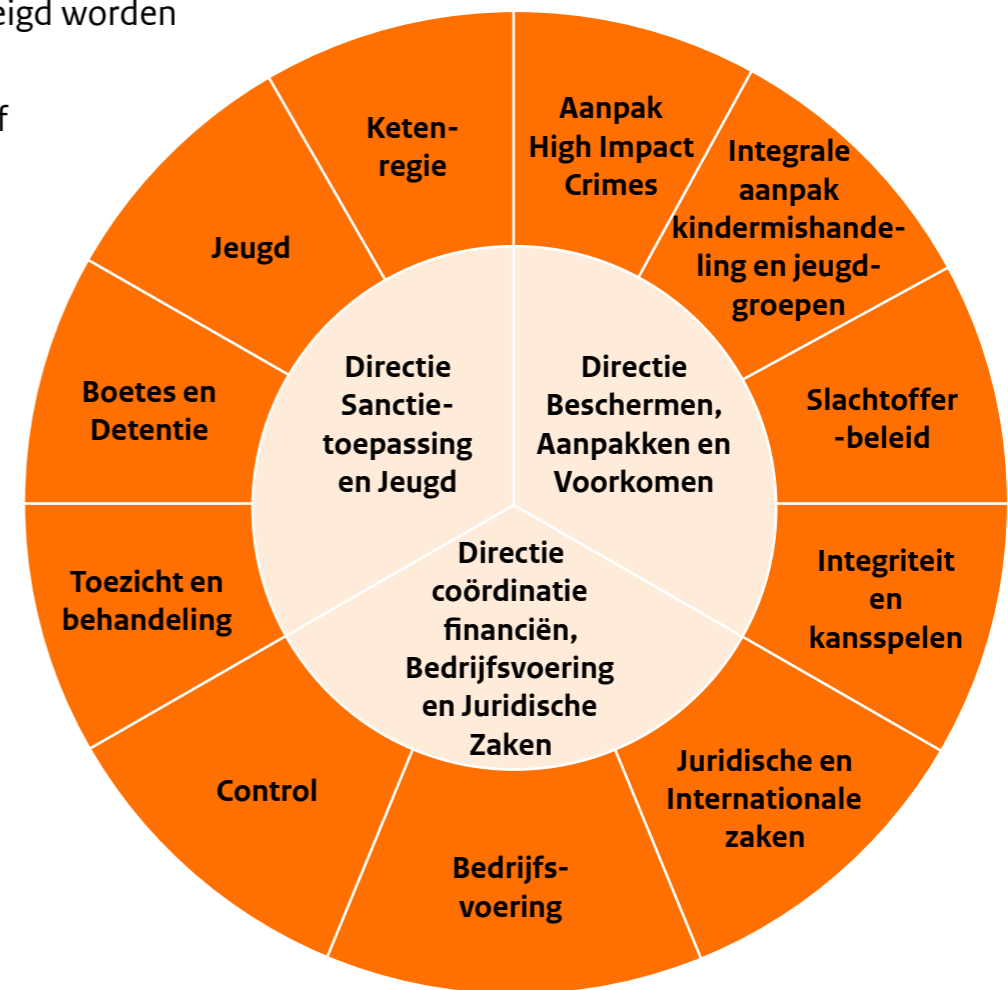 eigd worden
f
Keten-
regie
Aanpak
High Impact
Crimes
Integrale
aanpak
kindermishande-
ling en jeugd-
groepen
Jeugd
Boetes en
Detentie
Directie
Sanctie-
toepassing
en Jeugd
Directie
Beschermen,
Aanpakken en
Voorkomen
Slachtoffer
-beleid
Toezicht en
behandeling
Directie
coördinatie
financiën,
Bedrijfsvoering
en Juridische
Zaken
Integriteit
en
kansspelen
Control
Bedrijfs-
voering
Juridische en
Internationale
zaken